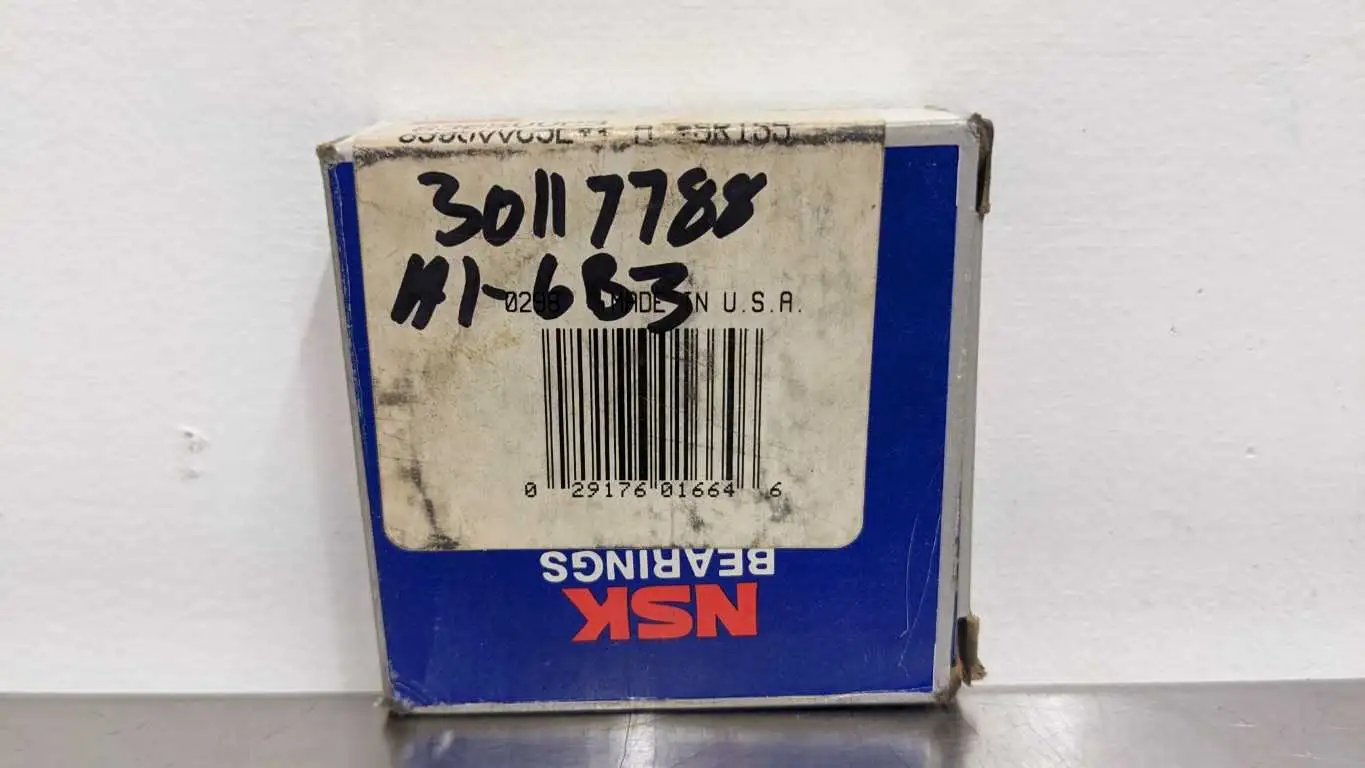 30117788
A1-6B3
0298 MADE IN U.S.A.
0 29176 01664 6
BEARINGS
NSK